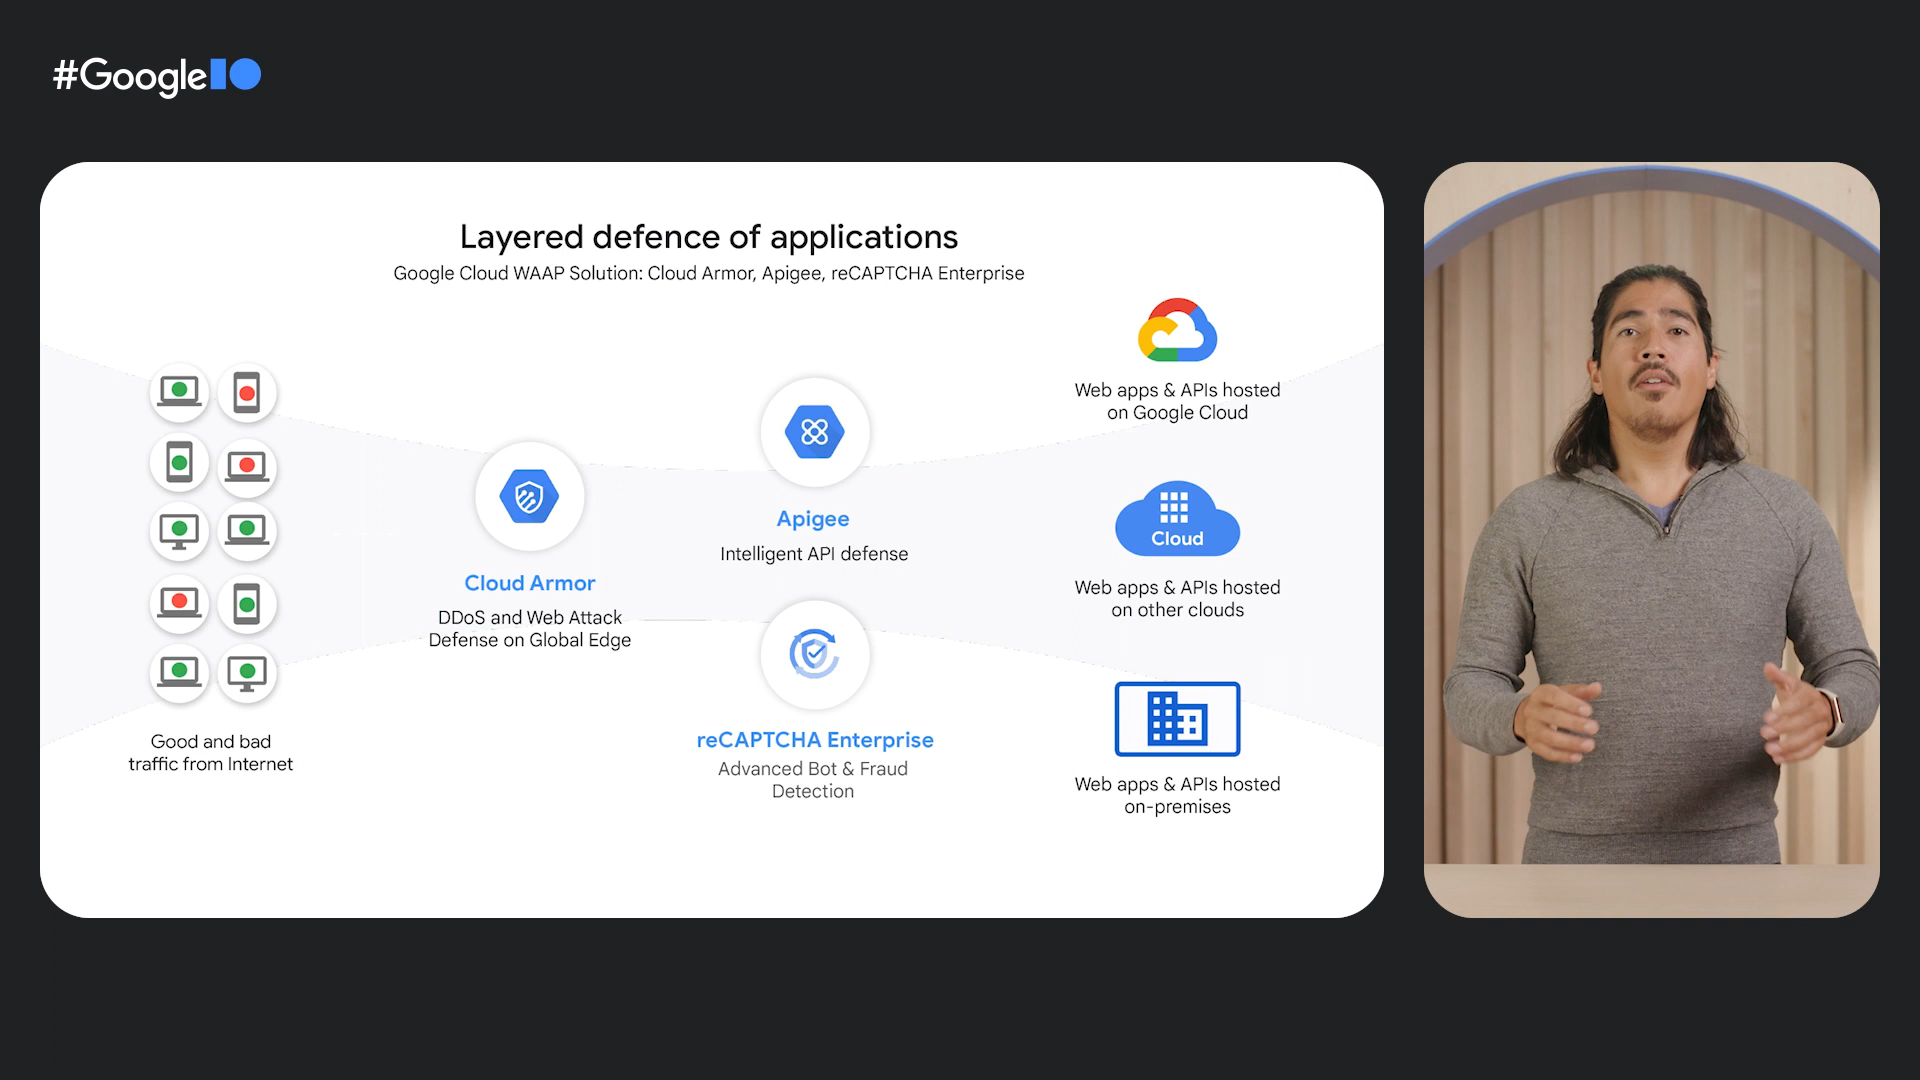 #GoogleIO
Layered defence of applications
Google Cloud WAAP Solution: Cloud Armor, Apigee, reCAPTCHA Enterprise
Good and bad
traffic from Internet
Cloud Armor
DDoS and Web Attack
Defense on Global Edge
Apigee
Intelligent API defense
reCAPTCHA Enterprise
Advanced Bot & Fraud
Detection
Web apps & APIs hosted
on Google Cloud
Cloud
Web apps & APIs hosted
on other clouds
Web apps & APIs hosted
on-premises